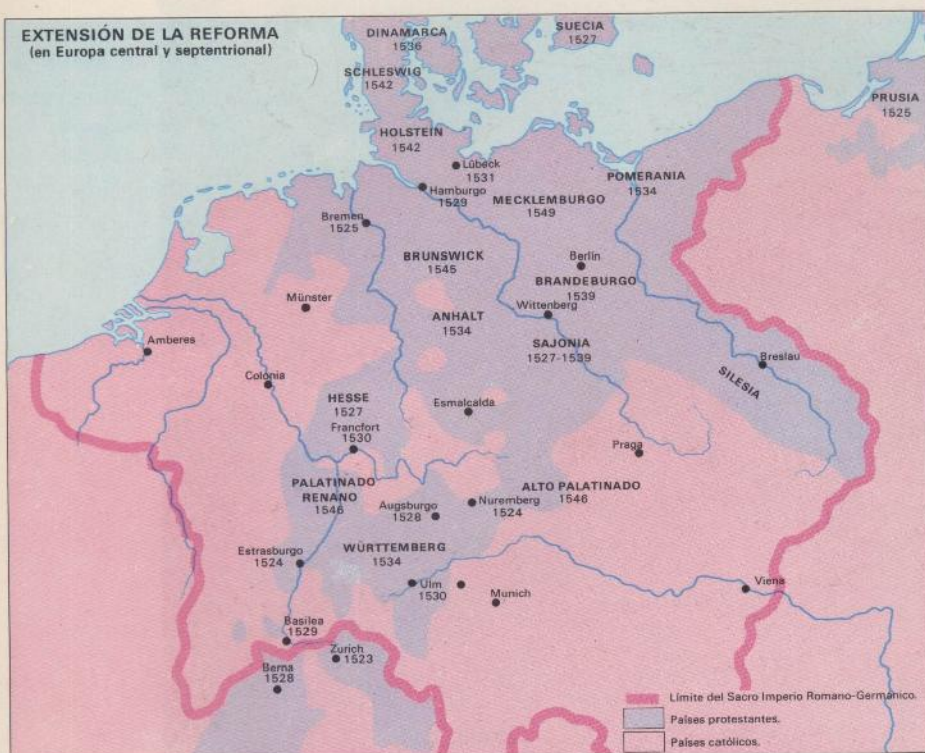 EXTENSIÓN DE LA REFORMA
(en Europa central y septentrional)
DINAMARCA
1536
SUECIA
1527
SCHLESWIG
1542
PRUSIA
1525
HOLSTEIN
1542
Lübeck
1531
POMERANIA
1534
Hamburgo
1529
MECKLEMBURGO
1549
Bremen
1525
BRUNSWICK
1545
Berlín
BRANDEBURGO
1539
Münster
Wittenberg
ANHALT
1534
SAJONIA
1527-1539
Amberes
Breslau
Colonia
SILESIA
HESSE
1527
Esmalcalda
Francfort
1530
Praga
PALATINADO
RENANO
1546
ALTO PALATINADO
1546
Augsburgo
1528
Nuremberg
1524
Estrasburgo
1524
WÜRTTEMBERG
1534
Ulm
1530
Munich
Viena
Basilea
1529
Zurich
1523
Berna
1528
Límite del Sacro Imperio Romano-Germánico.
Países protestantes.
Países católicos.